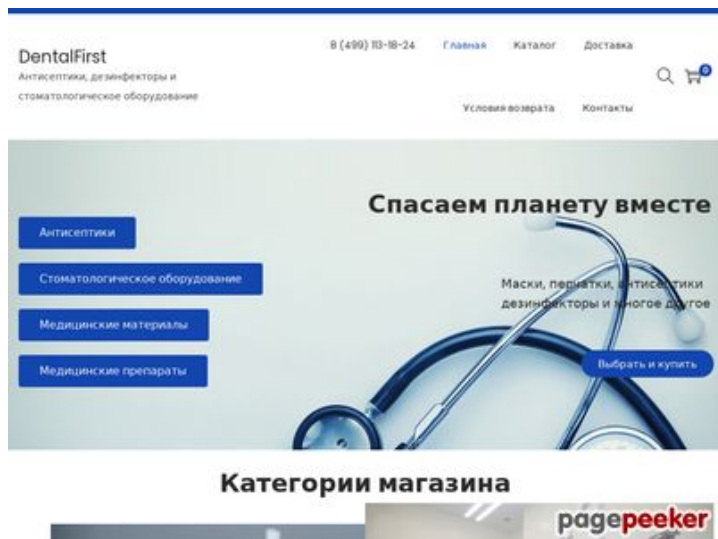 DentalFirst
Антисептики, дезинфекторы и
стоматологическое оборудование
8 (499) 113-18-24
Главная
Каталог
Доставка
0
Условия возврата
Контакты
Спасаем планету вместе
Антисептики
Стоматологическое оборудование
Медицинские материалы
Медицинские препараты
Маски, перчатки, антисептики
дезинфекторы и многое другое
Выбрать и купить
Категории магазина
pagepeeker